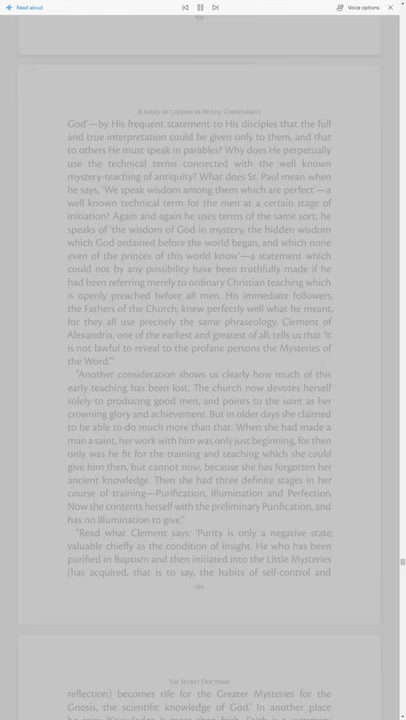 Read aloud
Voice options
A Series of Lessons in Mystic Christianity
God'—by His frequent statement to His disciples that the full
and true interpretation could be given only to them, and that
to others He must speak in parables? Why does He perpetually
use the technical terms connected with the well known
mystery-teaching of antiquity? What does St. Paul mean when
he says, 'We speak wisdom among them which are perfect'—a
well known technical term for the men at a certain stage of
initiation? Again and again he uses terms of the same sort; he
speaks of 'the wisdom of God in mystery, the hidden wisdom
which God ordained before the world began, and which none
even of the princes of this world know'—a statement which
could not by any possibility have been truthfully made if he
had been referring merely to ordinary Christian teaching which
is openly preached before all men. His immediate followers,
the Fathers of the Church, knew perfectly well what he meant,
for they all use precisely the same phraseology. Clement of
Alexandria, one of the earliest and greatest of all, tells us that 'It
is not lawful to reveal to the profane persons the Mysteries of
the Word.'"
"Another consideration shows us clearly how much of this
early teaching has been lost. The church now devotes herself
solely to producing good men, and points to the saint as her
crowning glory and achievement. But in older days she claimed
to be able to do much more than that. When she had made a
man a saint, her work with him was only just beginning, for then
only was he fit for the training and teaching which she could
give him then, but cannot now, because she has forgotten her
ancient knowledge. Then she had three definite stages in her
course of training—Purification, Illumination and Perfection.
Now she contents herself with the preliminary Purification, and
has no Illumination to give."
"Read what Clement says: 'Purity is only a negative state,
valuable chiefly as the condition of insight. He who has been
purified in Baptism and then initiated into the Little Mysteries
(has acquired, that is to say, the habits of self-control and
The Secret Doctrine
reflection) becomes rife for the Greater Mysteries for the
Gnosis, the scientific knowledge of God.' In another place